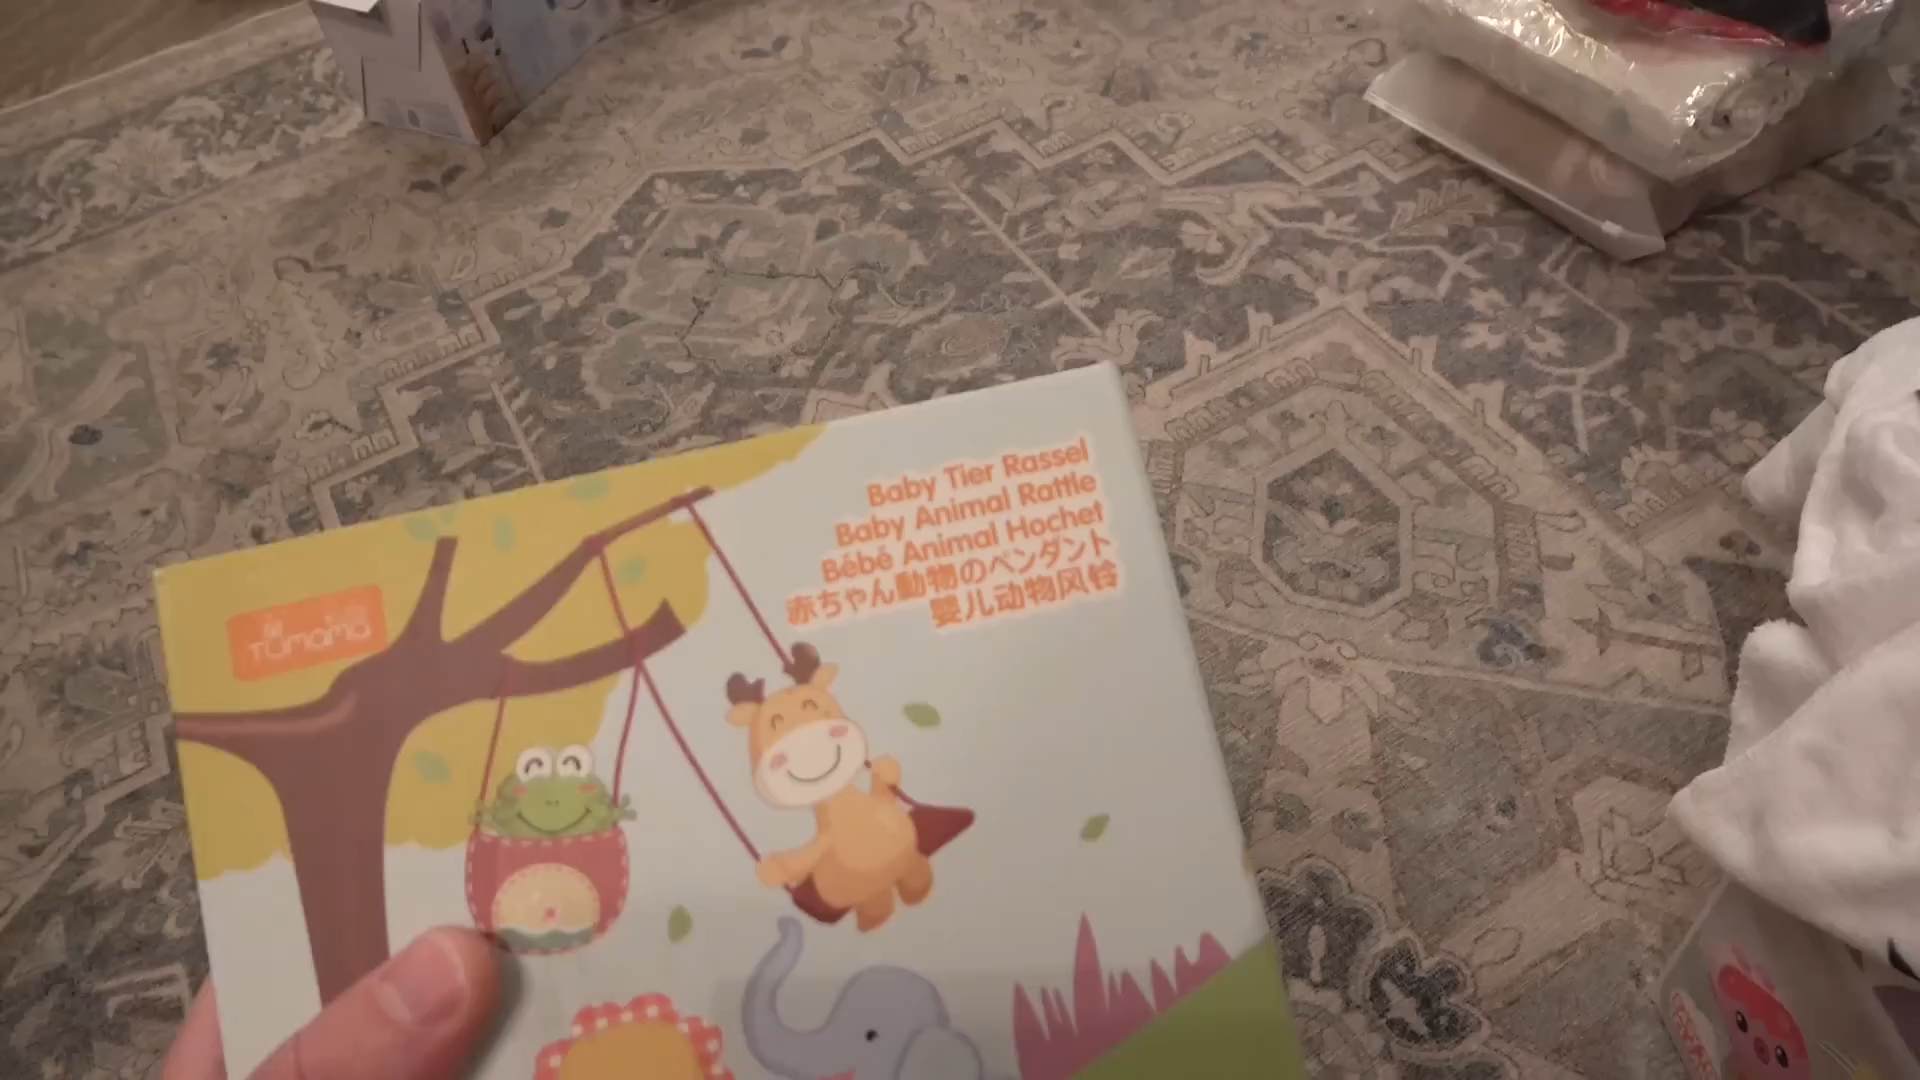 Tumama
Baby Tier Rassel
Baby Animal Rattle
Bébé Animal Hochet
赤ちゃん動物のペンダント
婴儿动物风铃